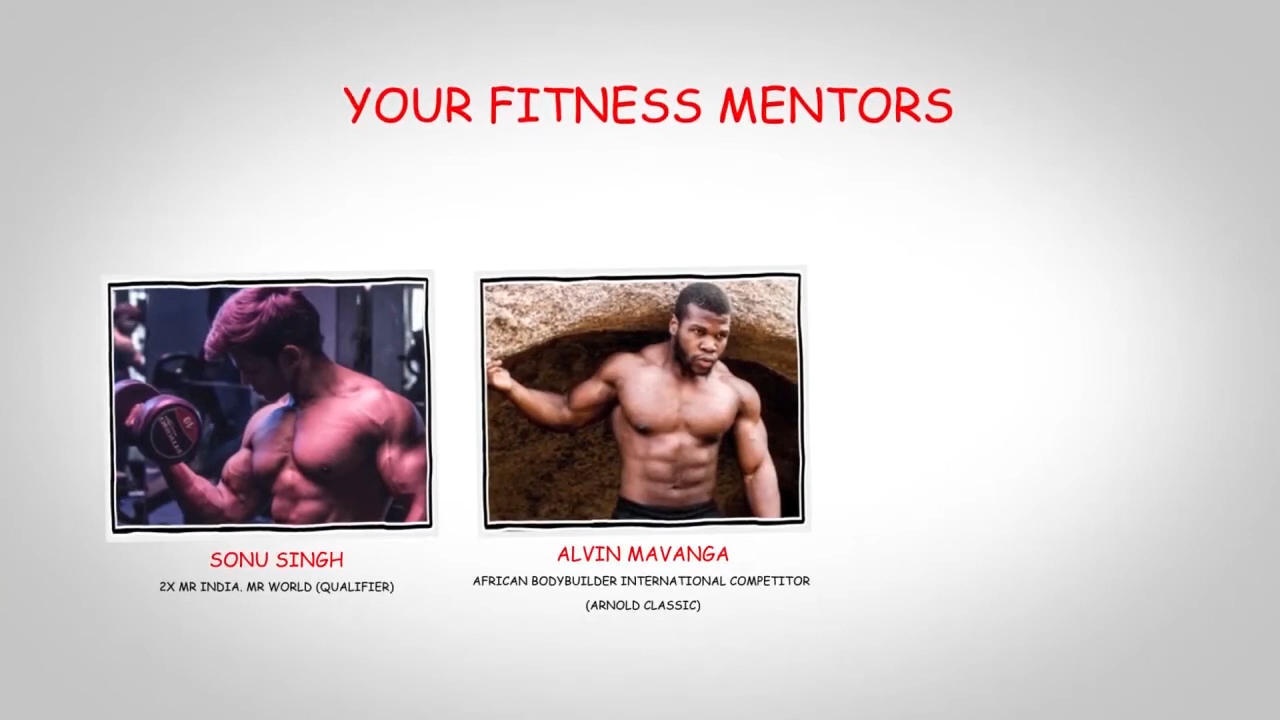 YOUR FITNESS MENTORS
SONU SINGH
2X MR INDIA. MR WORLD (QUALIFIER)
ALVIN MAVANGA
AFRICAN BODYBUILDER INTERNATIONAL COMPETITOR
(ARNOLD CLASSIC)